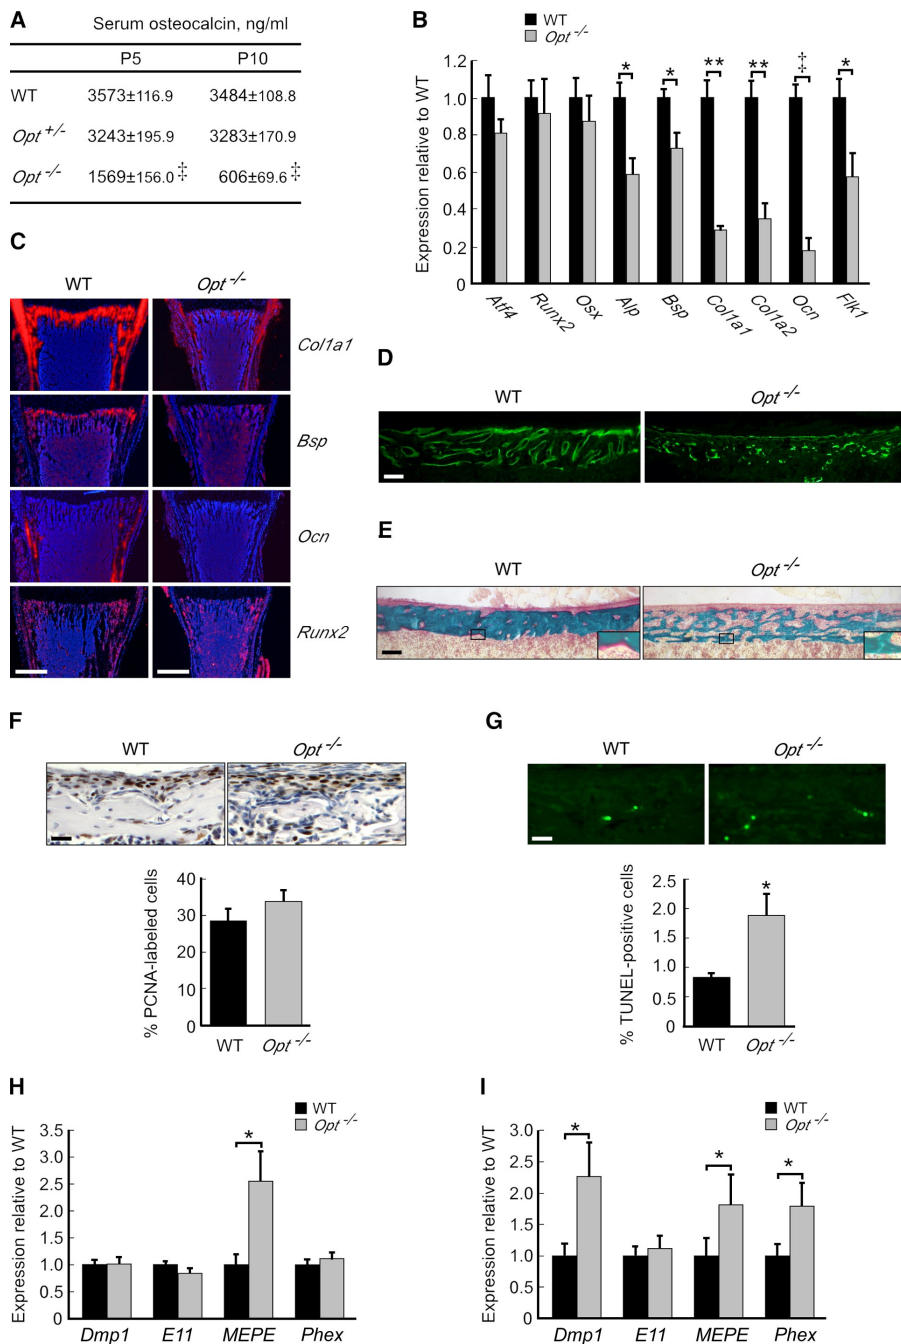 A
Serum osteocalcin, ng/ml
P5 P10
WT 3573±116.9 3484±108.8
Opt +/- 3243±195.9 3283±170.9
Opt -/- 1569±156.0 ‡ 606±69.6 ‡
B
WT
Opt -/-
Expression relative to WT
1.2
1.0
0.8
0.6
0.4
0.2
0
* * ** ** ‡ *
Atf4 Runx2 Osx Alp Bsp Col1a1 Col1a2 Ocn Flk1
C
WT Opt -/-
Col1a1
Bsp
Ocn
Runx2
D
WT Opt -/-
E
WT Opt -/-
F
WT Opt -/-
% PCNA-labeled cells
40
30
30
10
0
WT Opt -/-
G
WT Opt -/-
% TUNEL-positive cells
2.5
2.0
1.5
1.0
0.5
0
*
WT Opt -/-
H
WT
Opt -/-
Expression relative to WT
3.5
3.0
2.5
2.0
1.5
1.0
0.5
0
*
Dmp1 E11 MEPE Phex
I
WT
Opt -/-
Expression relative to WT
3.0
2.5
2.0
1.5
1.0
0.5
0
* * *
Dmp1 E11 MEPE Phex